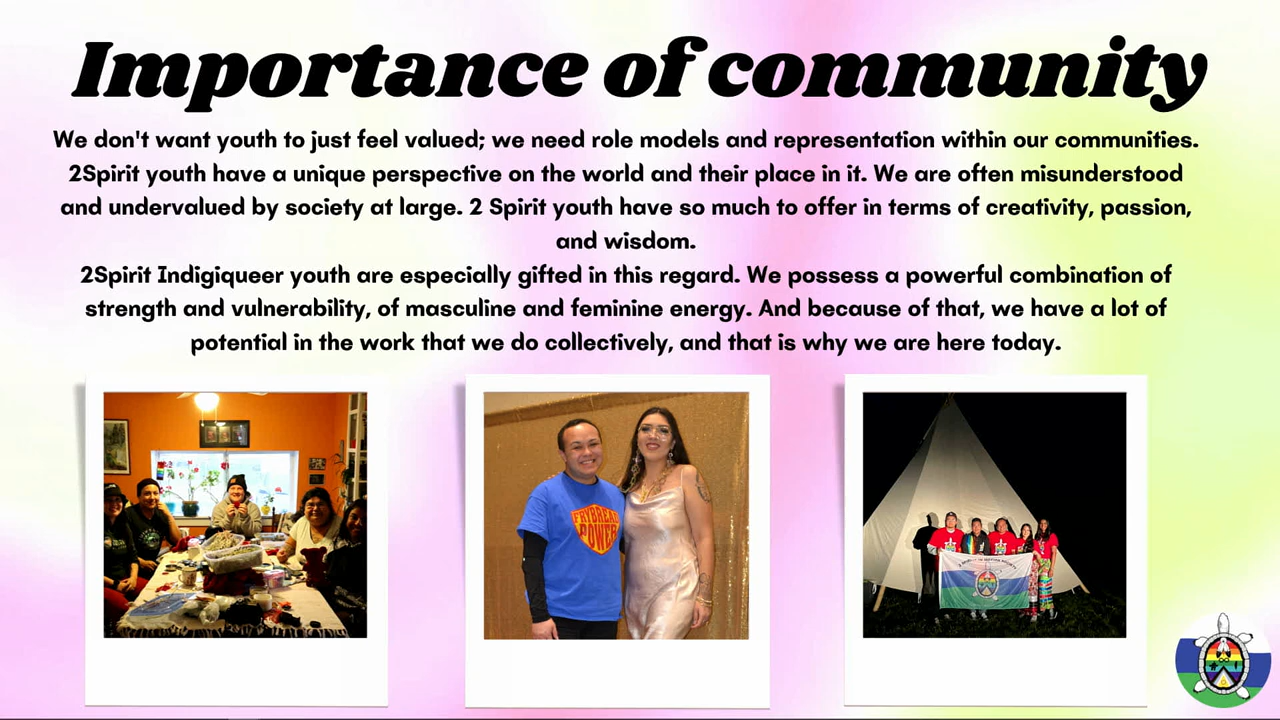 Importance of community
We don't want youth to just feel valued; we need role models and representation within our communities.
2Spirit youth have a unique perspective on the world and their place in it. We are often misunderstood
and undervalued by society at large. 2 Spirit youth have so much to offer in terms of creativity, passion,
and wisdom.
2Spirit Indigiqueer youth are especially gifted in this regard. We possess a powerful combination of
strength and vulnerability, of masculine and feminine energy. And because of that, we have a lot of
potential in the work that we do collectively, and that is why we are here today.
FRYBREAD
POWER